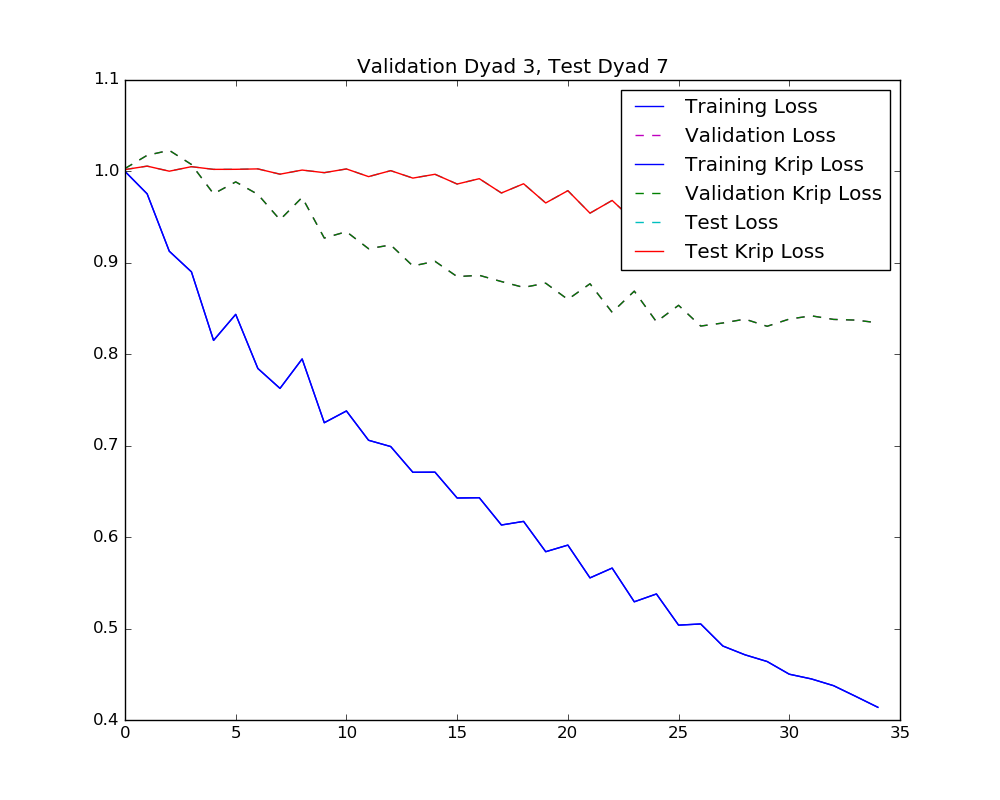 Validation Dyad 3, Test Dyad 7
1.1
1.0
0.9
0.8
0.7
0.6
0.5
0.4
Training Loss
Validation Loss
Training Krip Loss
Validation Krip Loss
Test Loss
Test Krip Loss
0 5 10 15 20 25 30 35